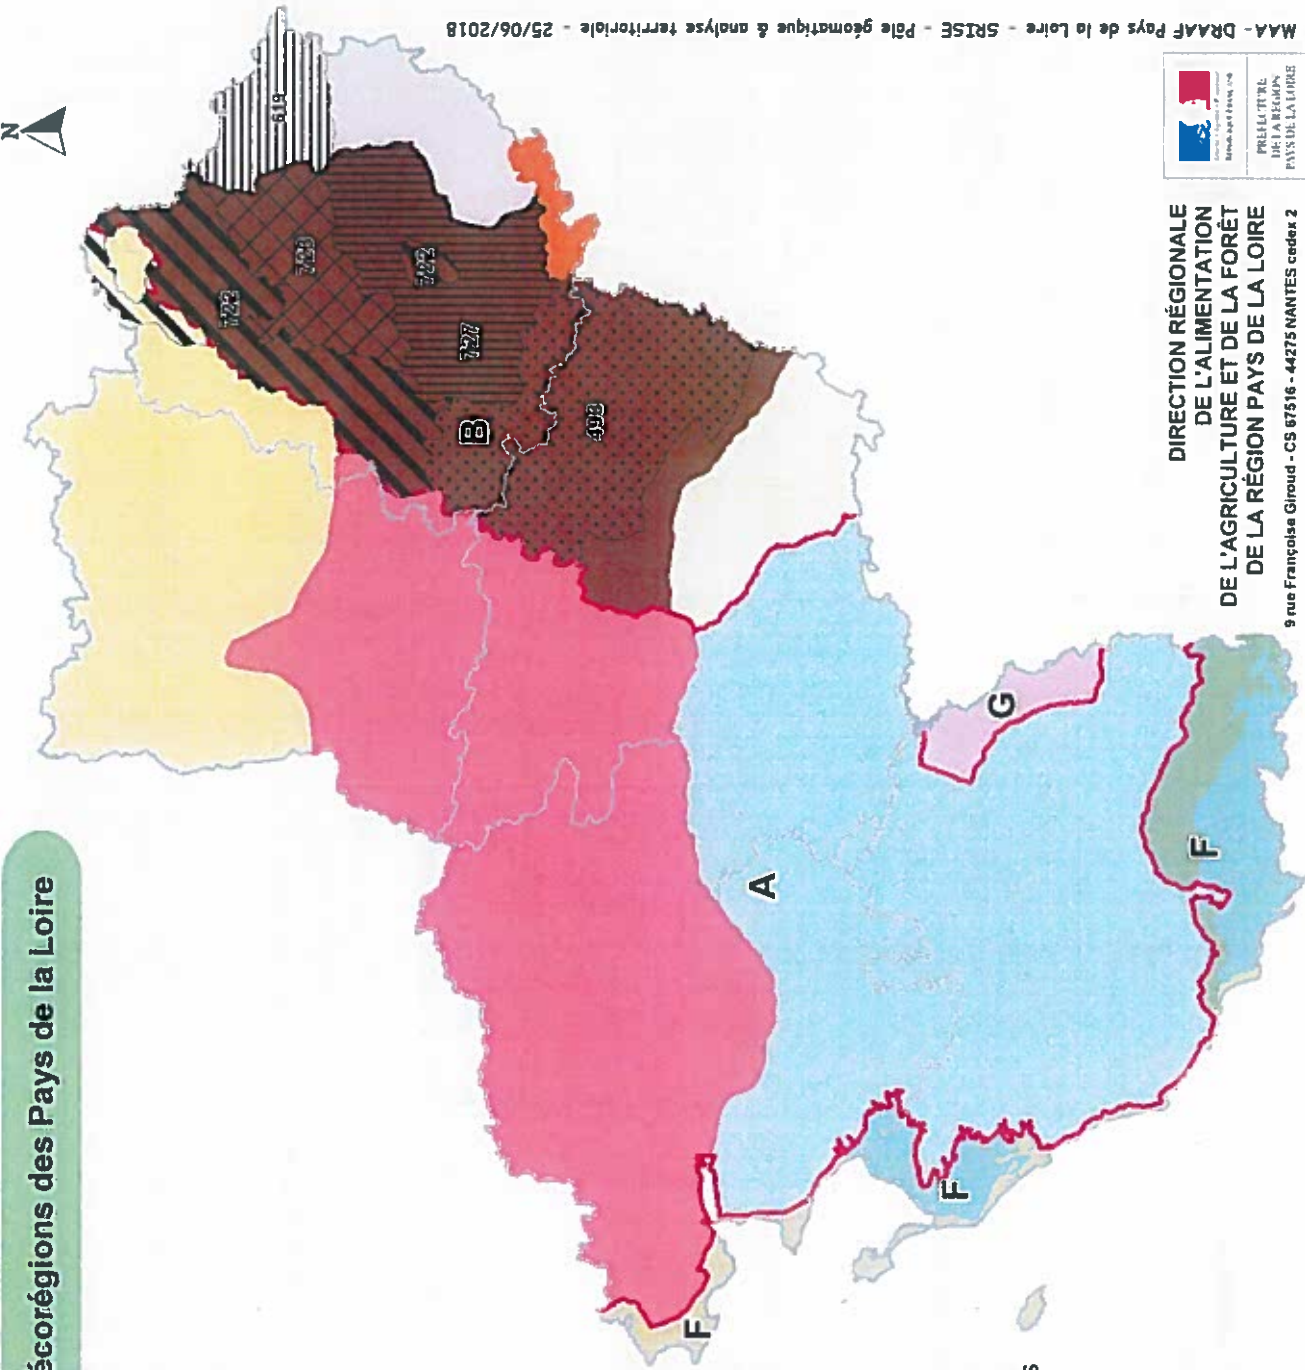 écorégions des Pays de la Loire
N
619
723
723
722
727
B
493
A
G
F
F
F
s
DIRECTION RÉGIONALE
DE L'ALIMENTATION
DE L'AGRICULTURE ET DE LA FORÊT
DE LA RÉGION PAYS DE LA LOIRE
9 rue Françoise Giroud - CS 67516 - 44275 NANTES cedex 2
PRÉFECTURE
DE LA RÉGION
PAYS DE LA LOIRE
MAA - DRAAF Pays de la Loire - SRISE - Pôle géomatique & analyse territoriale - 25/06/2018